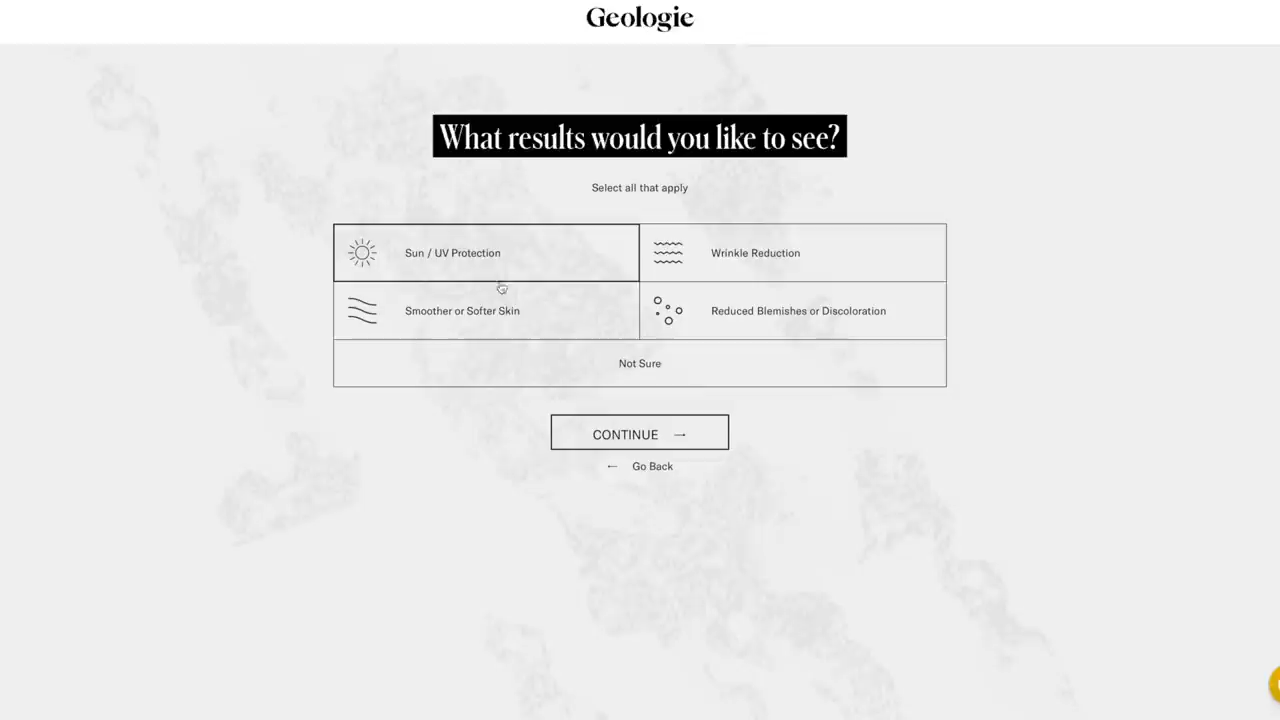 Geologie
What results would you like to see?
Select all that apply
Sun / UV Protection
Wrinkle Reduction
Smoother or Softer Skin
Reduced Blemishes or Discoloration
Not Sure
CONTINUE →
← Go Back